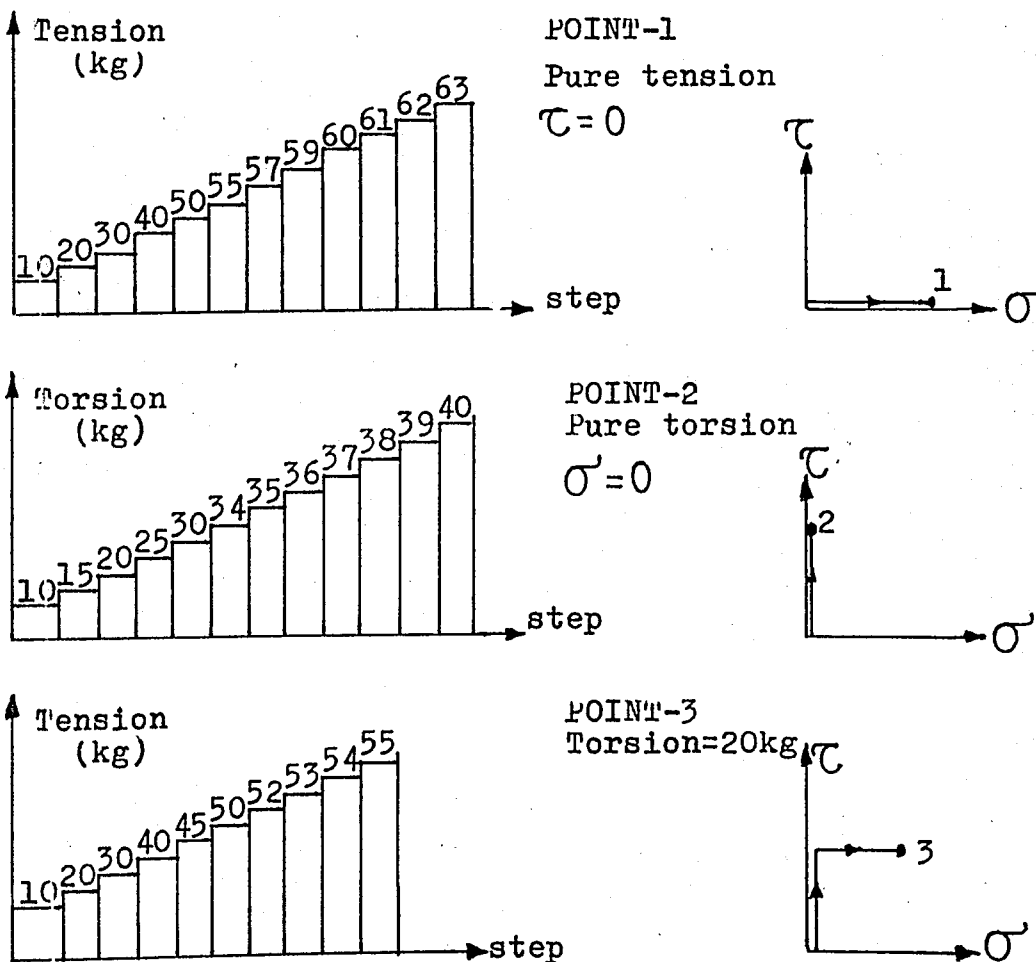 Tension
(kg)
10 20 30 40 50 55 57 59 60 61 62 63
step
POINT-1
Pure tension
τ=0
τ
1
σ
Torsion
(kg)
10 15 20 25 30 34 35 36 37 38 39 40
step
POINT-2
Pure torsion
σ=0
τ
2
σ
Tension
(kg)
10 20 30 40 45 50 52 53 54 55
step
POINT-3
Torsion=20kg
τ
3
σ